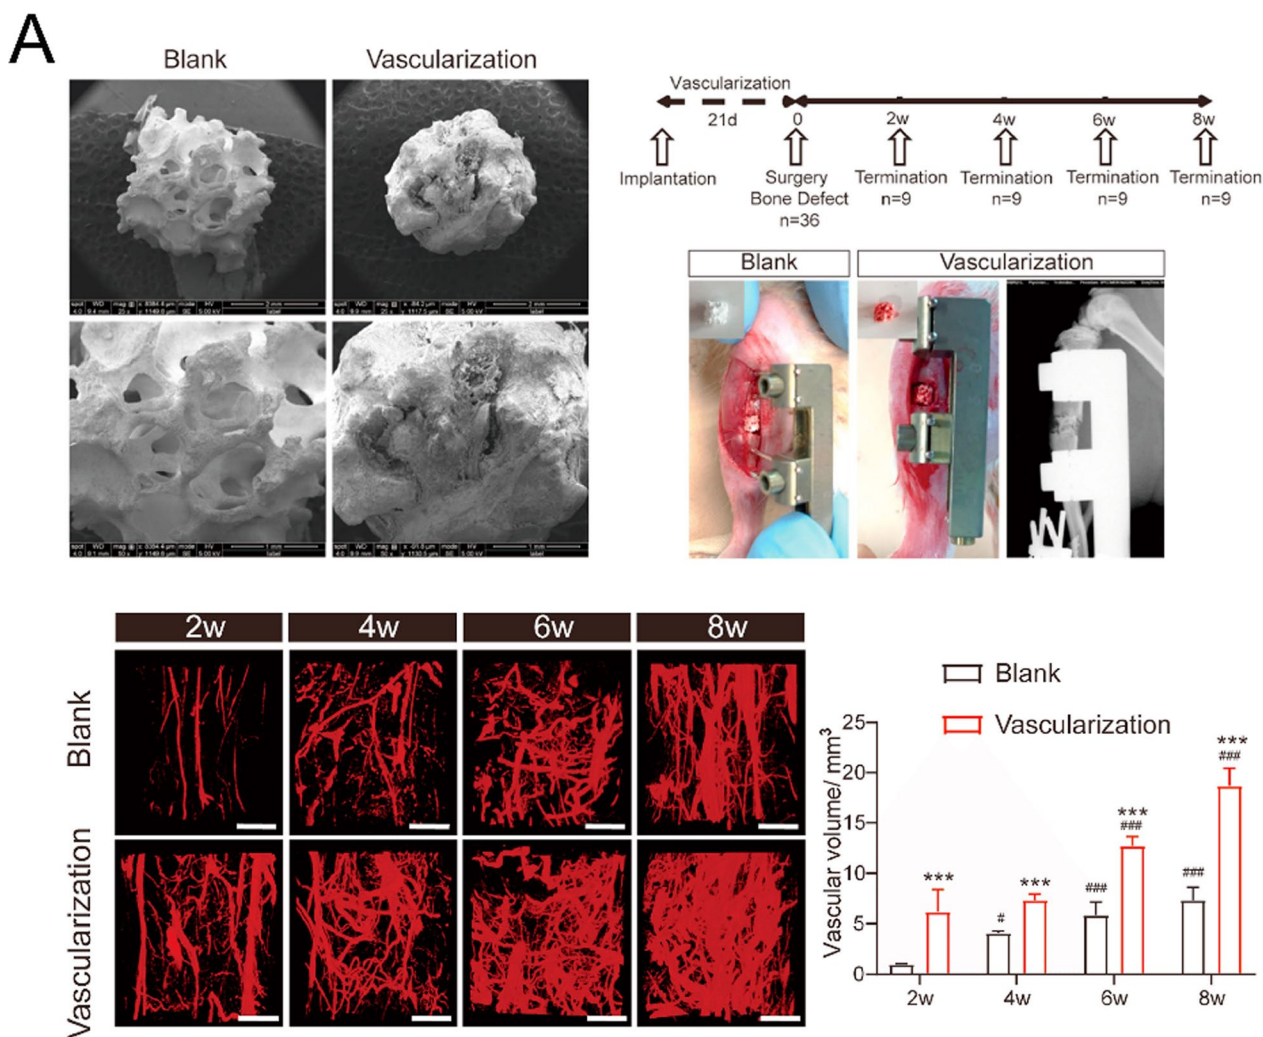 A
Blank
Vascularization
Vascularization
21d
0
2w
4w
6w
8w
Implantation
Surgery
Bone Defect
n=36
Termination
n=9
Termination
n=9
Termination
n=9
Termination
n=9
Blank
Vascularization
2w
4w
6w
8w
Blank
Vascularization
Blank
Vascularization
Vascular volume/ mm³
25
20
15
10
5
0
***
***
***
###
***
###
#
###
###
2w
4w
6w
8w